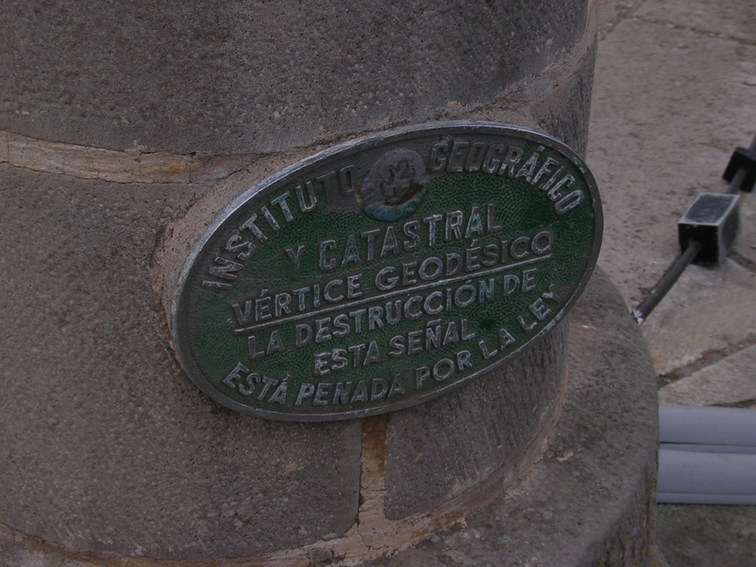 INSTITUTO GEOGRÁFICO
Y CATASTRAL
VÉRTICE GEODÉSICO
LA DESTRUCCIÓN DE
ESTA SEÑAL
ESTÁ PENADA POR LA LEY